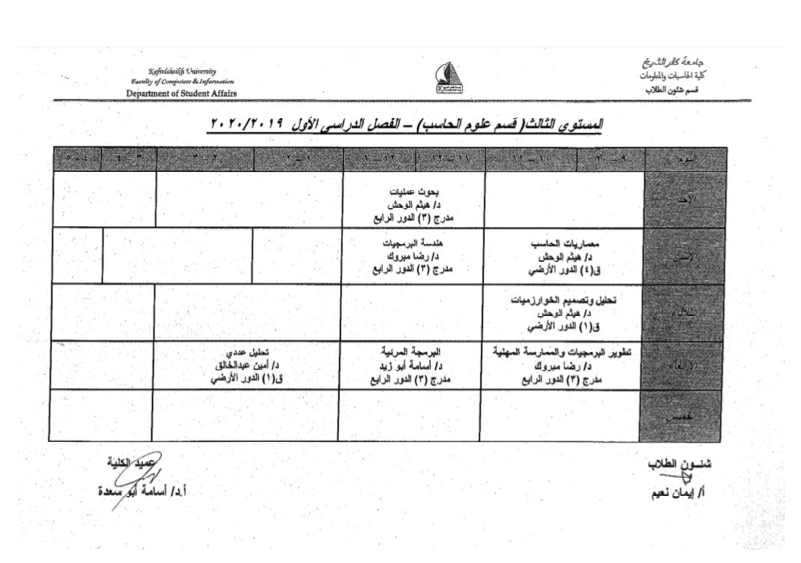 جامعة كفر الشيخ
كلية الحاسبات والمعلومات
قسم شئون الطلاب
Kafrelsheikh University
Faculty of Computers & Information
Department of Student Affairs
المستوي الثالث( قسم علوم الحاسب) – الفصل الدراسي الأول ٢٠٢٠/٢٠١٩
اليوم ٩ – ١٠ ١٠ – ١١ ١١ – ١٢ ١٢ – ١ ١ – ٢ ٢ – ٣ ٣ – ٤ ٤ – ٥
الأحد
بحوث عمليات
د/ هيثم الوحش
مدرج (٣) الدور الرابع
الاثنين
معماريات الحاسب
د/ هيثم الوحش
ق(٤) الدور الأرضي
هندسة البرمجيات
د/ رضا مبروك
مدرج (٣) الدور الرابع
الثلاثاء
تحليل وتصميم الخوارزميات
د/ هيثم الوحش
ق(١) الدور الأرضي
الأربعاء
تطوير البرمجيات والممارسة المهنية
د/ رضا مبروك
مدرج (٣) الدور الرابع
البرمجة المرئية
د/ أسامة أبو زيد
مدرج (٣) الدور الرابع
تحليل عددي
د/ أمين عبدالخالق
ق(١) الدور الأرضي
خميس
شئون الطلاب
أ/ إيمان نعيم
عميد الكلية
أ.د/ أسامة أبو سعدة